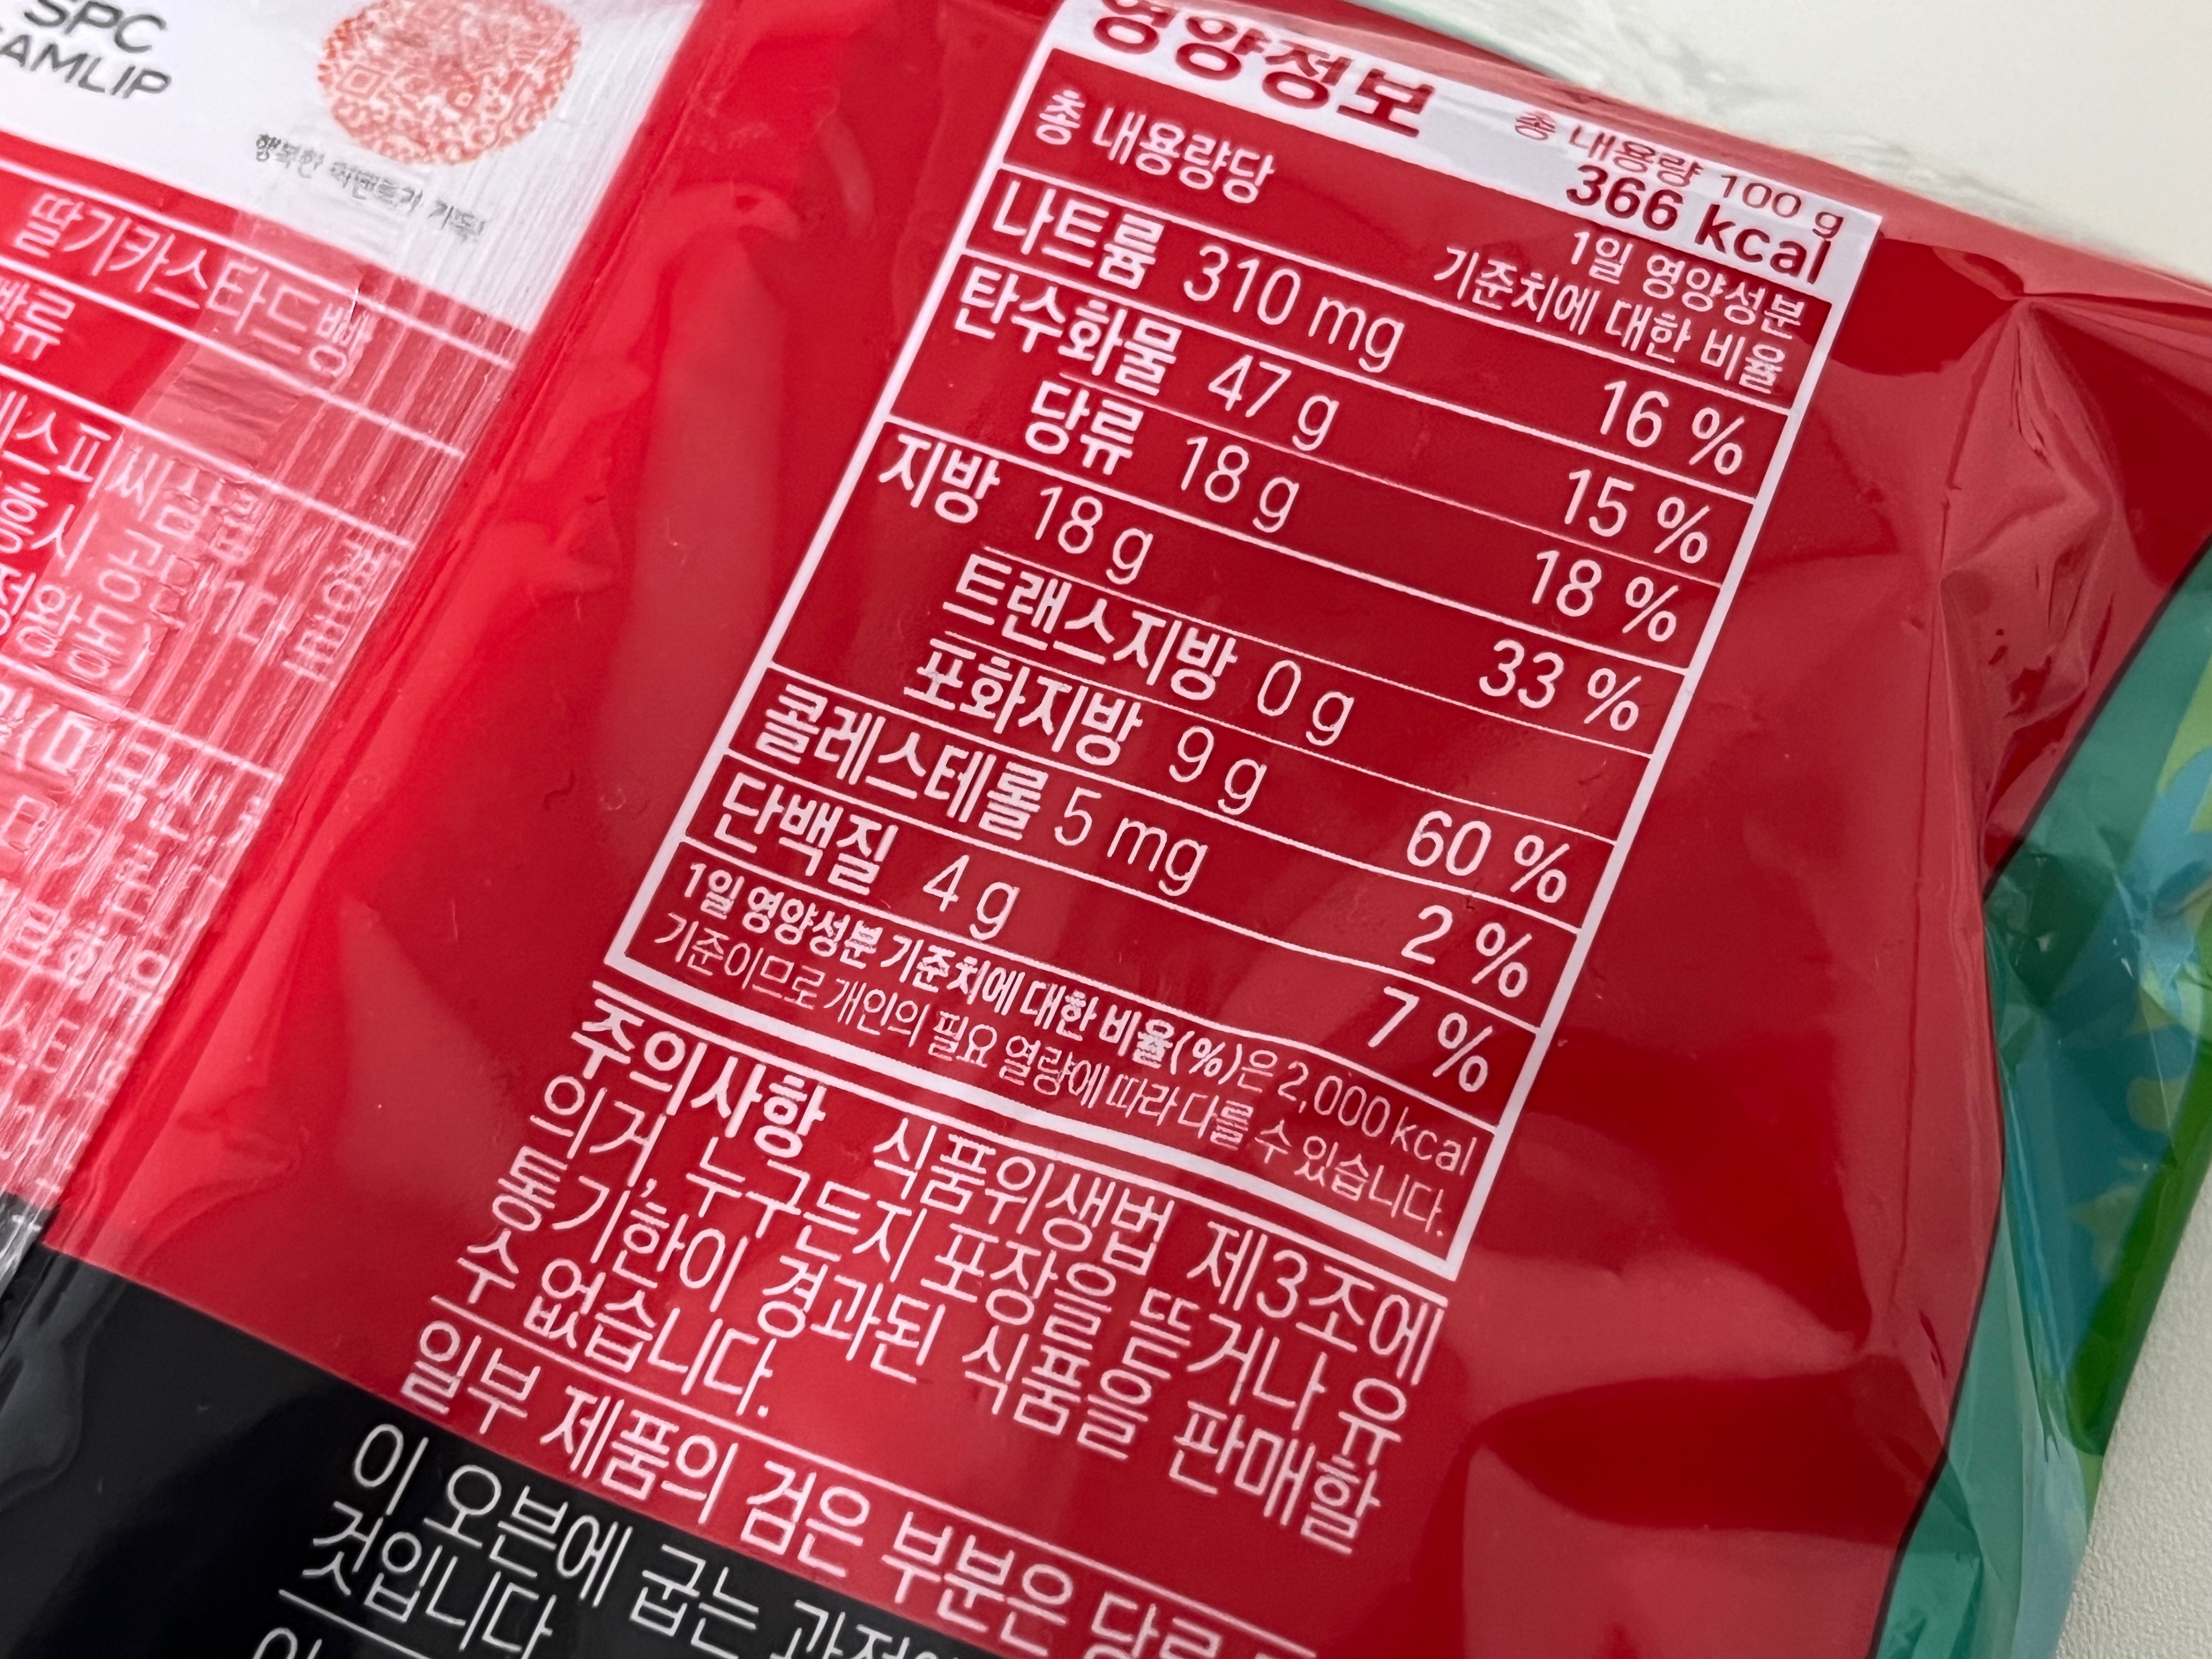 SPC
SAMLIP
딸기카스타드빵
빵류
정왕동)
영양정보
총 내용량 100 g
366 kcal
총 내용량당
1일 영양성분
기준치에 대한 비율
나트륨 310 mg 16 %
탄수화물 47 g 15 %
당류 18 g 18 %
지방 18 g 33 %
트랜스지방 0 g
포화지방 9 g 60 %
콜레스테롤 5 mg 2 %
단백질 4 g 7 %
1일 영양성분 기준치에 대한 비율(%)은 2,000 kcal
기준이므로 개인의 필요 열량에 따라 다를 수 있습니다.
주의사항 식품위생법 제3조에
의거, 누구든지 포장을 뜯거나 유
통기한이 경과된 식품을 판매할
수 없습니다.
일부 제품의 검은 부분은 당류
이 오븐에 굽는 과정에
것입니다